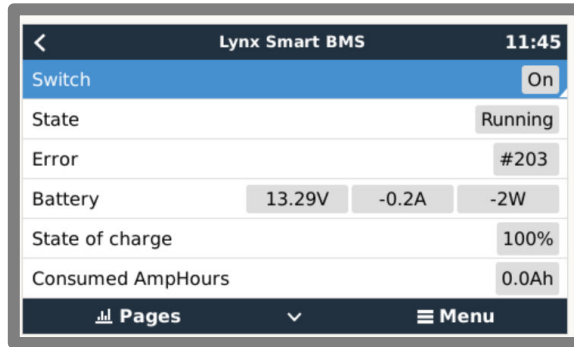 Lynx Smart BMS 11:45
Switch On
State Running
Error #203
Battery 13.29V -0.2A -2W
State of charge 100%
Consumed AmpHours 0.0Ah
Pages Menu